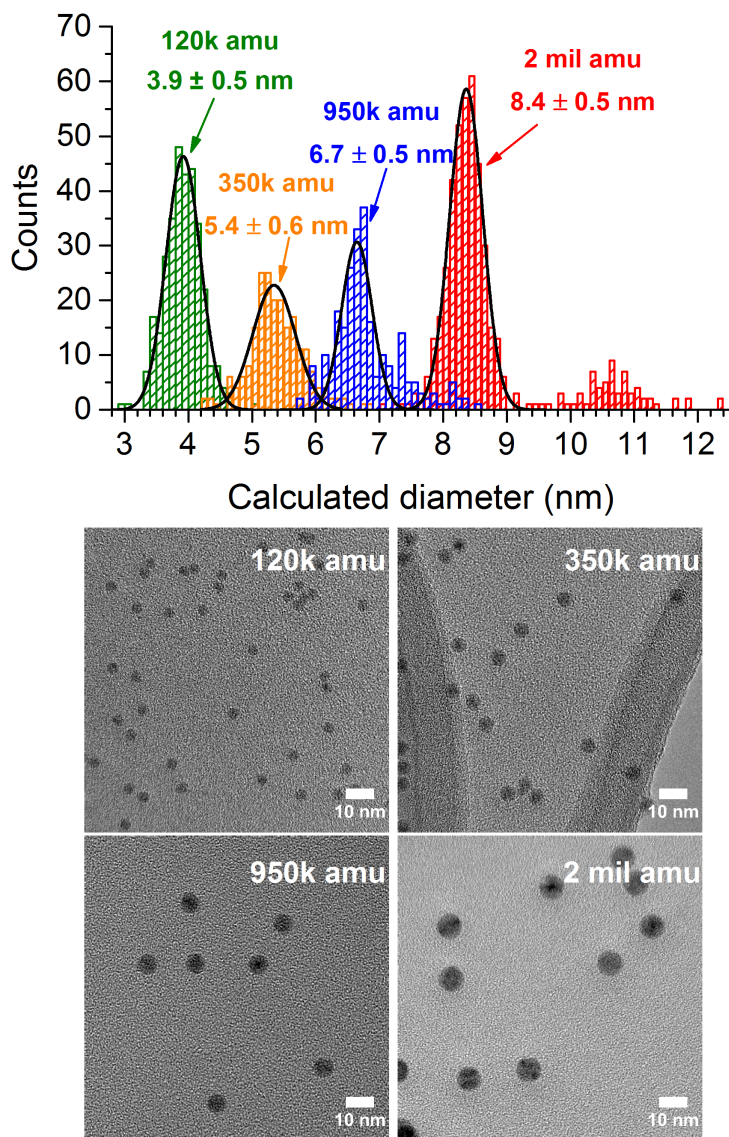 70
60
50
40
30
20
10
0
Counts
120k amu
3.9 ± 0.5 nm
350k amu
5.4 ± 0.6 nm
950k amu
6.7 ± 0.5 nm
2 mil amu
8.4 ± 0.5 nm
3 4 5 6 7 8 9 10 11 12
Calculated diameter (nm)
120k amu
10 nm
350k amu
10 nm
950k amu
10 nm
2 mil amu
10 nm